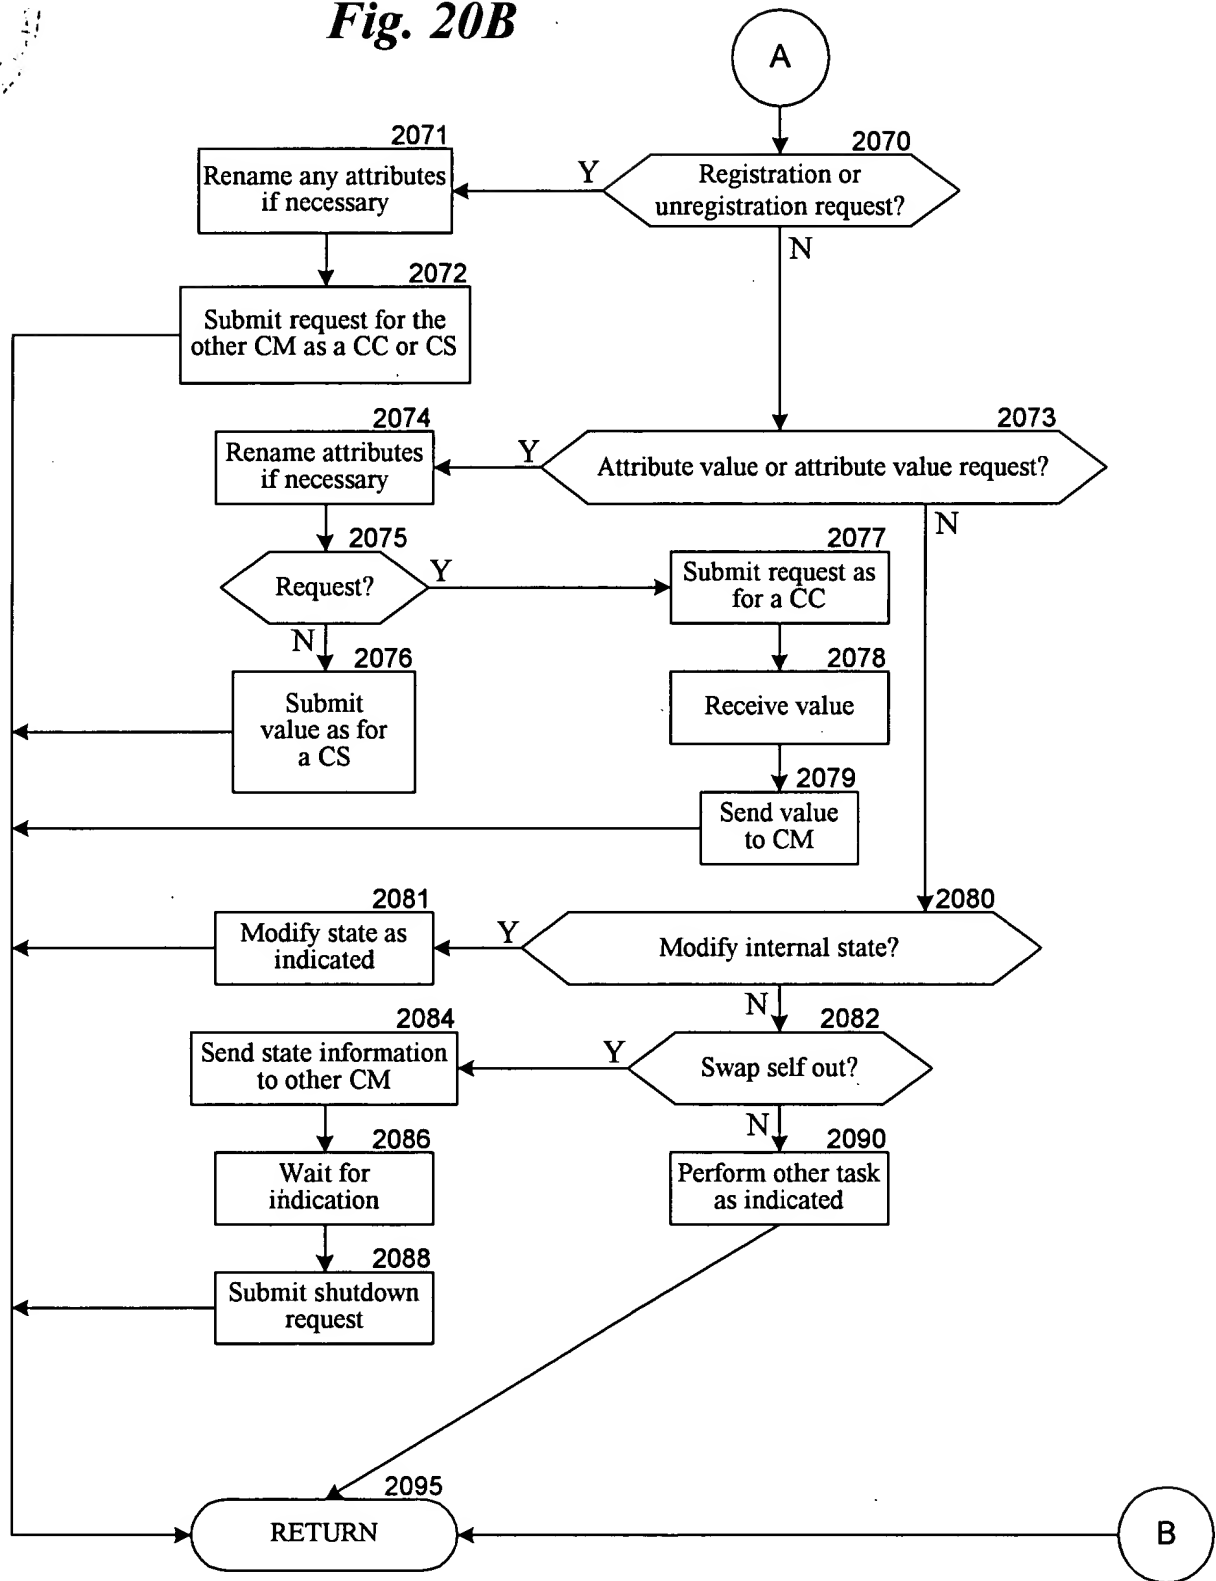 Fig. 20B
A
2071
2070
Rename any attributes
if necessary
Y
Registration or
unregistration request?
N
2072
Submit request for the
other CM as a CC or CS
2074
2073
Rename attributes
if necessary
Y
Attribute value or attribute value request?
N
2075
Request?
Y
N
2077
Submit request as
for a CC
2076
Submit
value as for
a CS
2078
Receive value
2079
Send value
to CM
2081
2080
Modify state as
indicated
Y
Modify internal state?
N
2084
2082
Send state information
to other CM
Y
Swap self out?
N
2086
Wait for
indication
2090
Perform other task
as indicated
2088
Submit shutdown
request
2095
RETURN
B